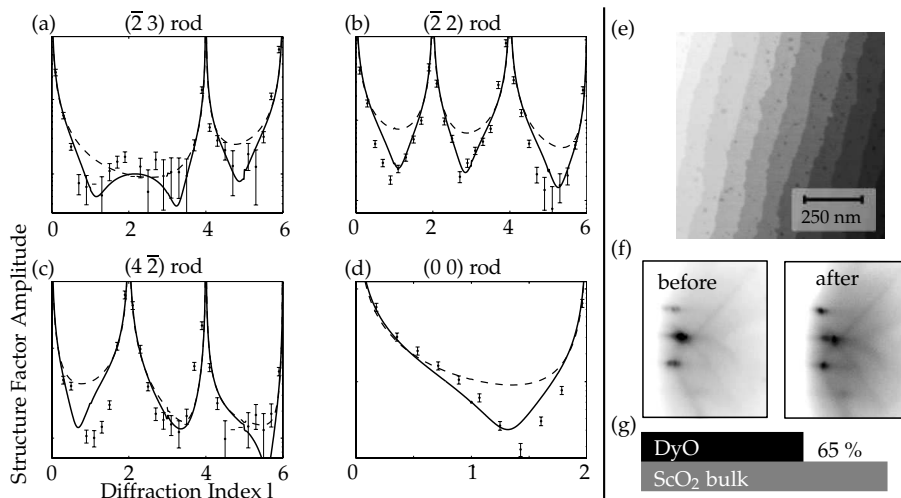 (a) (2̅ 3) rod
0 2 4 6
(b) (2̅ 2) rod
0 2 4 6
(c) (4 2̅) rod
0 2 4 6
(d) (0 0) rod
0 1 2
Structure Factor Amplitude
Diffraction Index l
(e)
250 nm
(f)
before
after
(g)
DyO 65 %
ScO₂ bulk